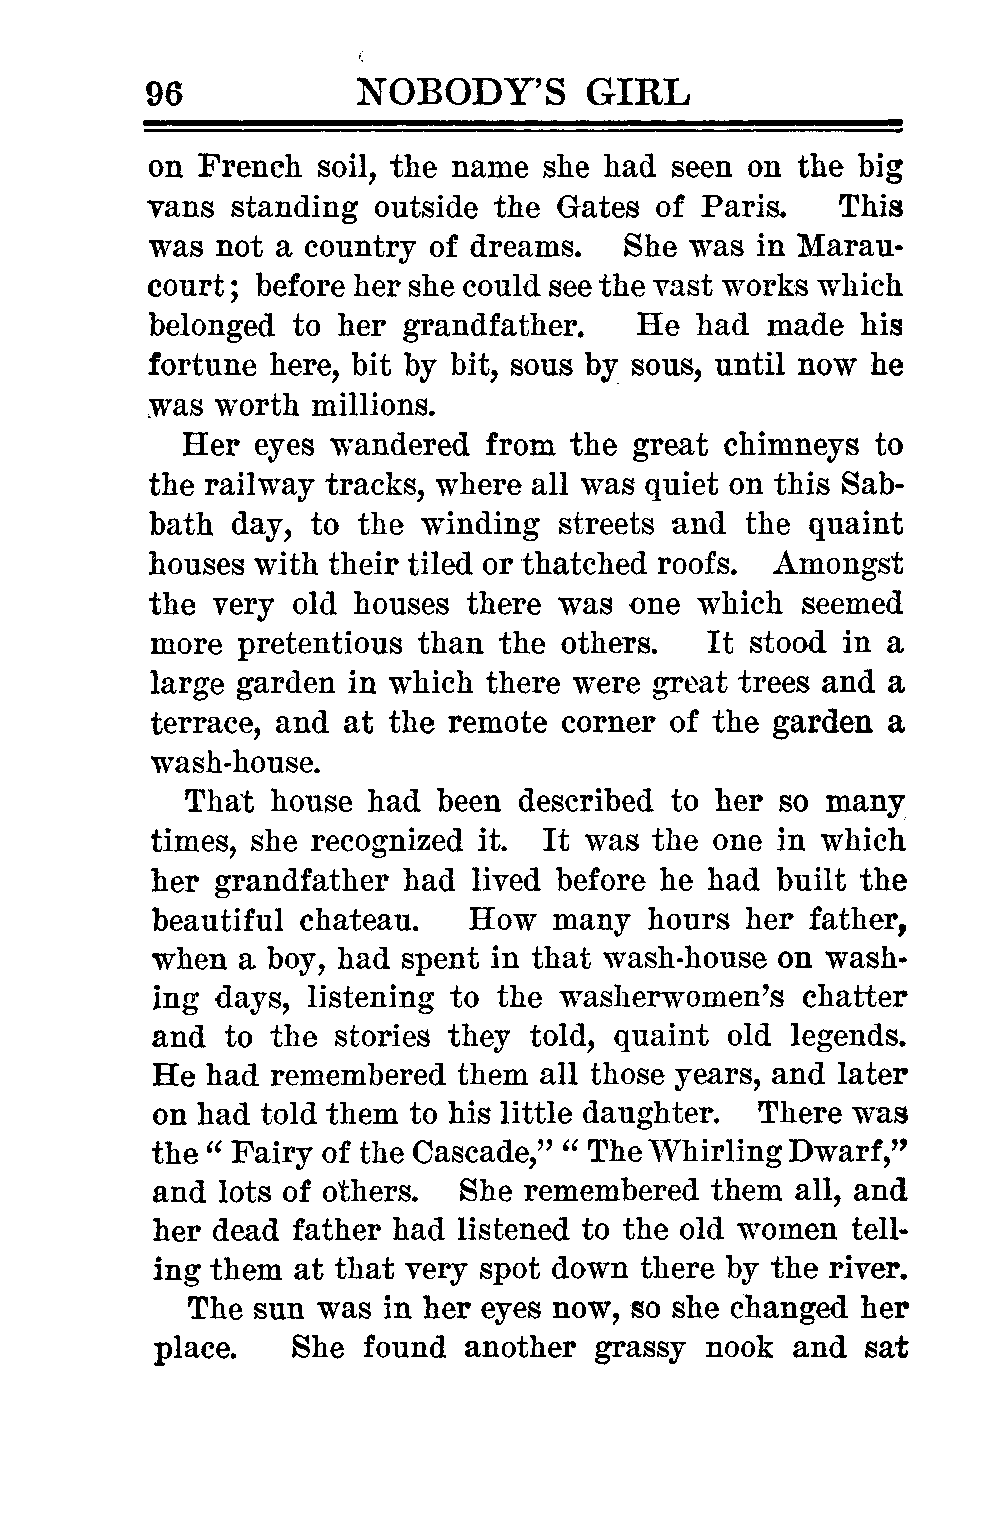 96 NOBODY'S GIRL
on French soil, the name she had seen on the big
vans standing outside the Gates of Paris. This
was not a country of dreams. She was in Marau-
court; before her she could see the vast works which
belonged to her grandfather. He had made his
fortune here, bit by bit, sous by sous, until now he
was worth millions.
Her eyes wandered from the great chimneys to
the railway tracks, where all was quiet on this Sab-
bath day, to the winding streets and the quaint
houses with their tiled or thatched roofs. Amongst
the very old houses there was one which seemed
more pretentious than the others. It stood in a
large garden in which there were great trees and a
terrace, and at the remote corner of the garden a
wash-house.
That house had been described to her so many
times, she recognized it. It was the one in which
her grandfather had lived before he had built the
beautiful chateau. How many hours her father,
when a boy, had spent in that wash-house on wash-
ing days, listening to the washerwomen's chatter
and to the stories they told, quaint old legends.
He had remembered them all those years, and later
on had told them to his little daughter. There was
the "Fairy of the Cascade," "The Whirling Dwarf,"
and lots of others. She remembered them all, and
her dead father had listened to the old women tell-
ing them at that very spot down there by the river.
The sun was in her eyes now, so she changed her
place. She found another grassy nook and sat